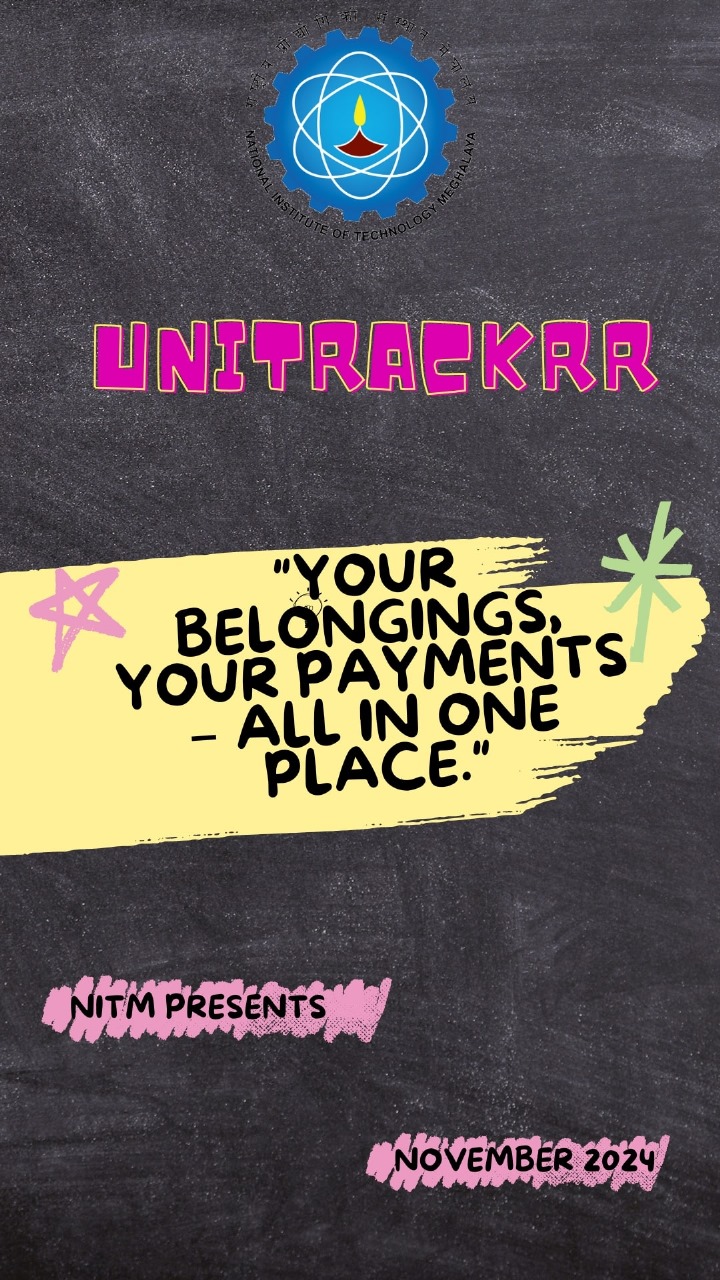 NATIONAL INSTITUTE OF TECHNOLOGY MEGHALAYA
UNITRACKRR
"YOUR
BELONGINGS,
YOUR PAYMENTS
– ALL IN ONE
PLACE."
NITM PRESENTS
NOVEMBER 2024